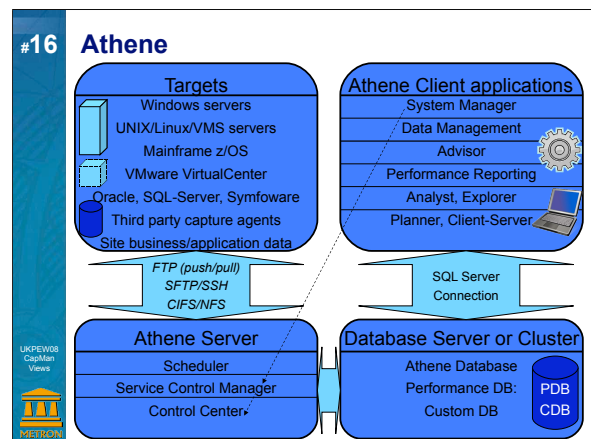 #16 Athene
Targets
Windows servers
UNIX/Linux/VMS servers
Mainframe z/OS
VMware VirtualCenter
Oracle, SQL-Server, Symfoware
Third party capture agents
Site business/application data
Athene Client applications
System Manager
Data Management
Advisor
Performance Reporting
Analyst, Explorer
Planner, Client-Server
FTP (push/pull)
SFTP/SSH
CIFS/NFS
SQL Server
Connection
Athene Server
Scheduler
Service Control Manager
Control Center
Database Server or Cluster
Athene Database
Performance DB:
Custom DB
PDB
CDB
UKPEW08
CapMan
Views
METRON